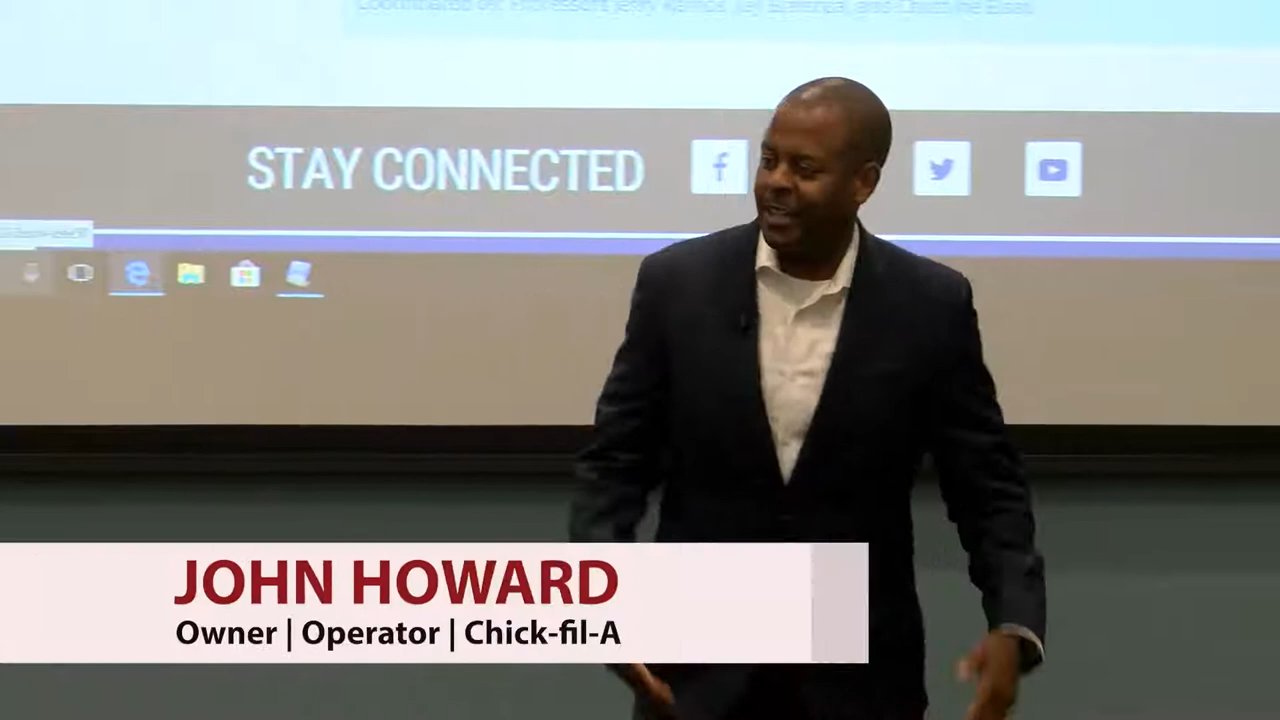 STAY CONNECTED
JOHN HOWARD
Owner | Operator | Chick-fil-A